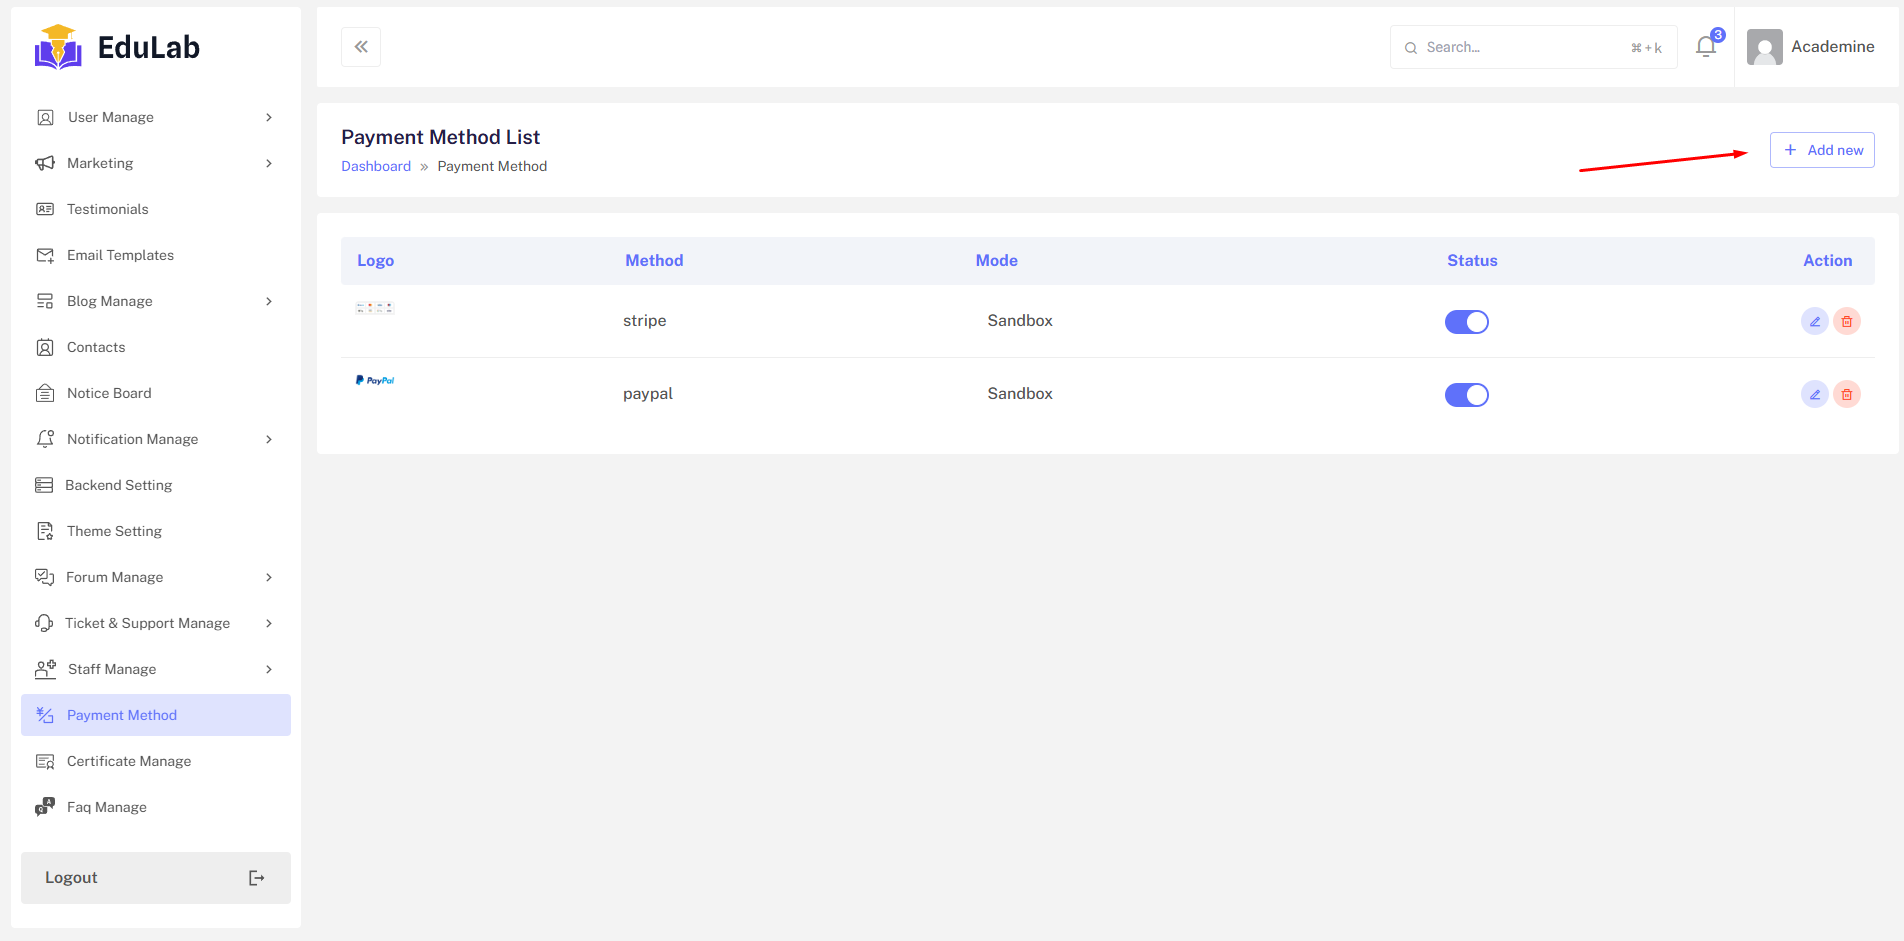 EduLab
Search...
⌘ + k
3
Academine
User Manage
Marketing
Testimonials
Email Templates
Blog Manage
Contacts
Notice Board
Notification Manage
Backend Setting
Theme Setting
Forum Manage
Ticket & Support Manage
Staff Manage
Payment Method
Certificate Manage
Faq Manage
Logout
Payment Method List
Dashboard » Payment Method
+ Add new
Logo Method Mode Status Action
stripe Sandbox
PayPal paypal Sandbox